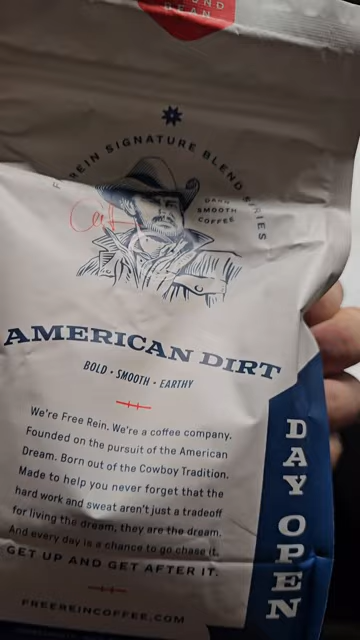 BEAN
REIN SIGNATURE BLEND SERIES
DARK
SMOOTH
COFFEE
AMERICAN DIRT
BOLD • SMOOTH • EARTHY
We're Free Rein. We're a coffee company.
Founded on the pursuit of the American
Dream. Born out of the Cowboy Tradition.
Made to help you never forget that the
hard work and sweat aren't just a tradeoff
for living the dream, they are the dream.
And every day is a chance to go chase it.
GET UP AND GET AFTER IT.
FREEREINCOFFEE.COM
DAY OPEN